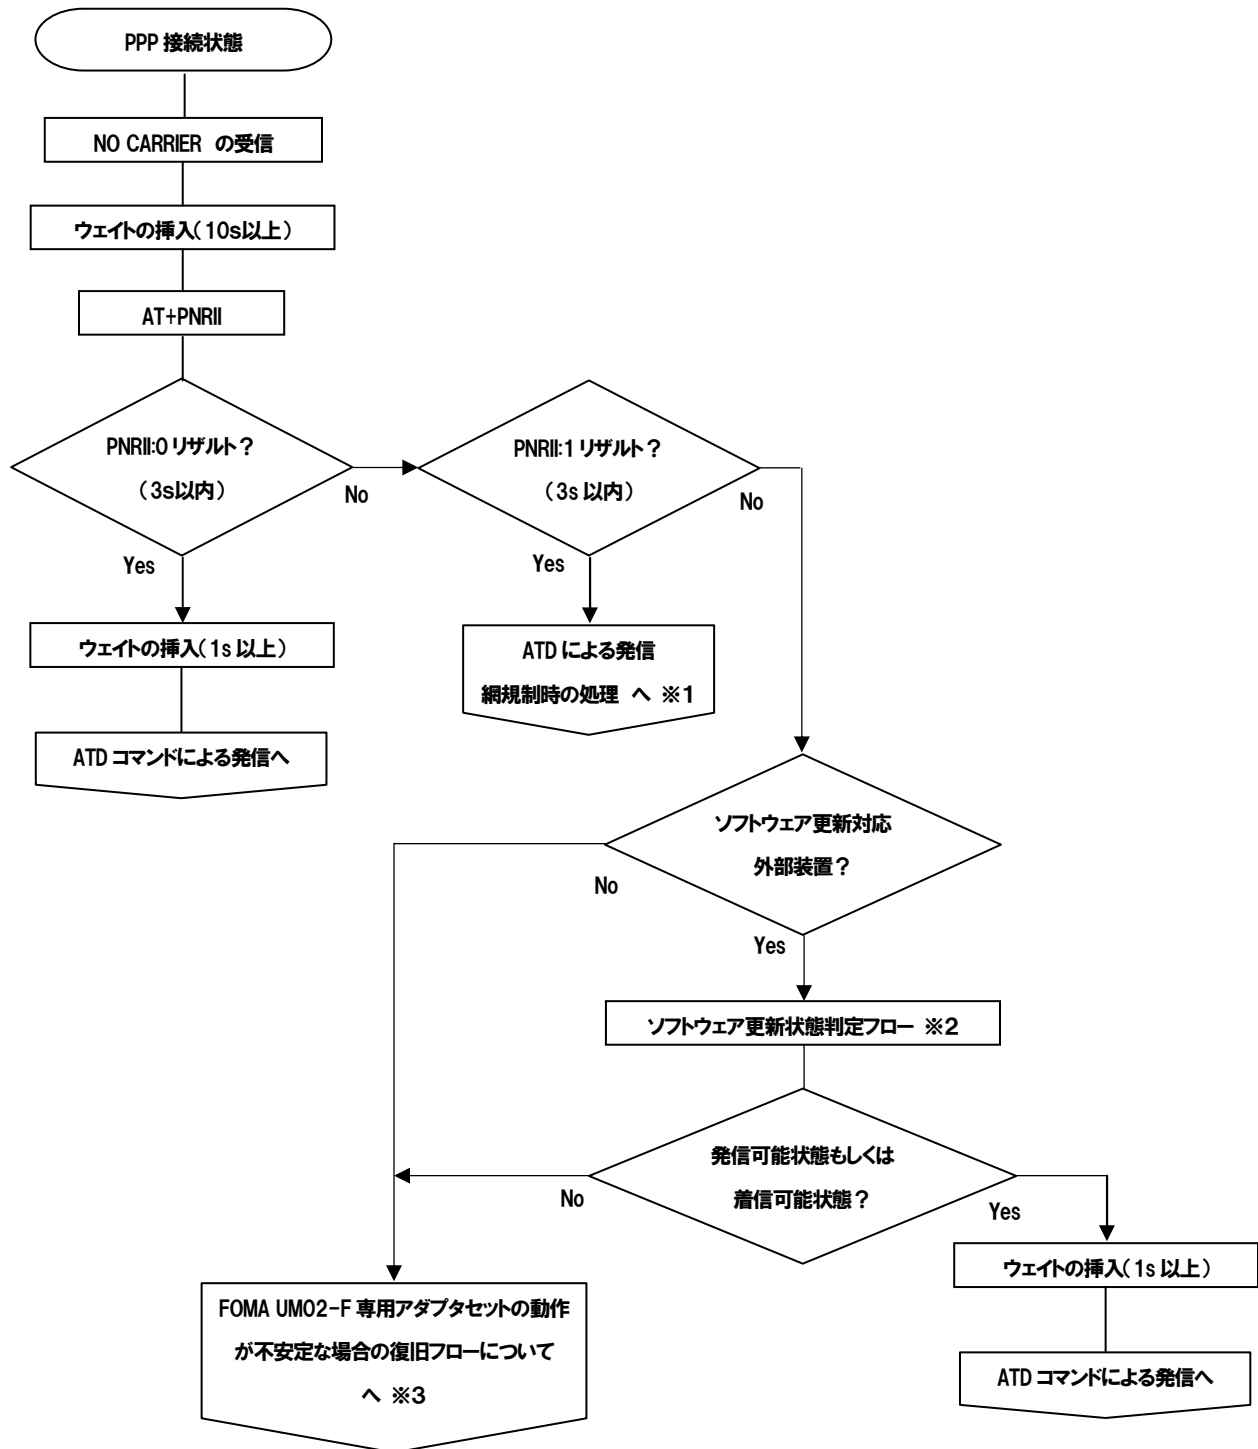 PPP 接続状態
NO CARRIER の受信
ウェイトの挿入(10s以上)
AT+PNRII
PNRII:0 リザルト?
(3s以内)
No
Yes
PNRII:1 リザルト?
(3s 以内)
No
Yes
ウェイトの挿入(1s 以上)
ATD コマンドによる発信へ
ATD による発信
網規制時の処理 へ ※1
ソフトウェア更新対応
外部装置?
No
Yes
ソフトウェア更新状態判定フロー ※2
発信可能状態もしくは
着信可能状態?
No
Yes
ウェイトの挿入(1s 以上)
ATD コマンドによる発信へ
FOMA UM02-F 専用アダプタセットの動作
が不安定な場合の復旧フローについて
へ ※3